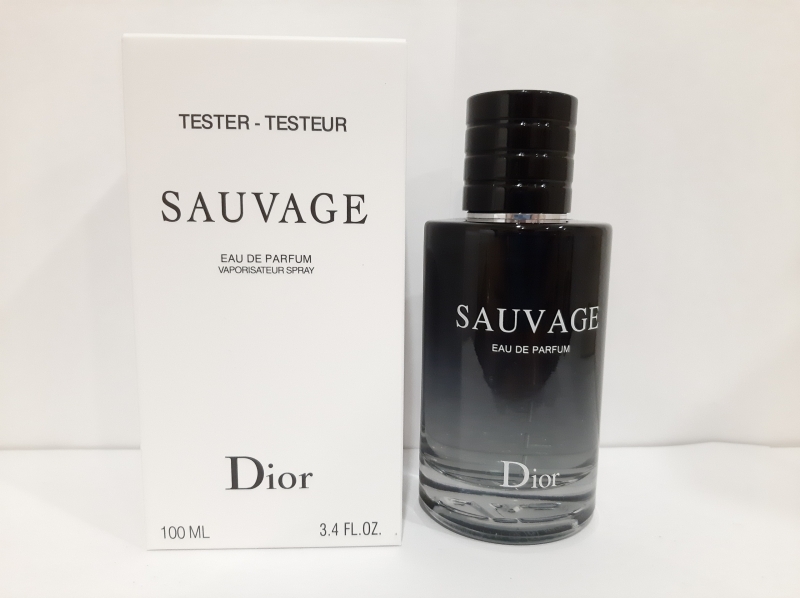 TESTER - TESTEUR
SAUVAGE
EAU DE PARFUM
VAPORISATEUR SPRAY
Dior
100 ML 3.4 FL.OZ.
SAUVAGE
EAU DE PARFUM
Dior